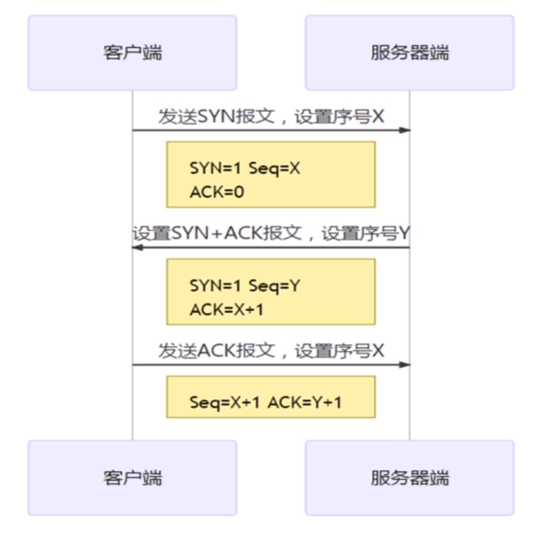 客户端
服务器端
发送SYN报文，设置序号X
SYN=1 Seq=X
ACK=0
设置SYN+ACK报文，设置序号Y
SYN=1 Seq=Y
ACK=X+1
发送ACK报文，设置序号X
Seq=X+1 ACK=Y+1
客户端
服务器端